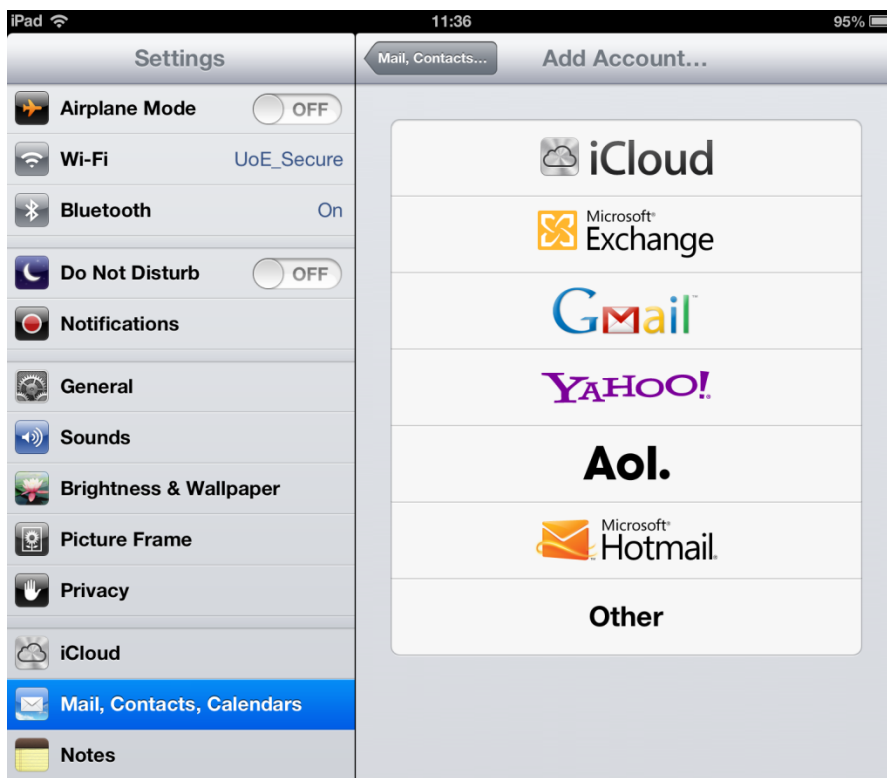 iPad 11:36 95%
Settings
Mail, Contacts... Add Account...
Airplane Mode OFF
Wi-Fi UoE_Secure
Bluetooth On
Do Not Disturb OFF
Notifications
General
Sounds
Brightness & Wallpaper
Picture Frame
Privacy
iCloud
Mail, Contacts, Calendars
Notes
iCloud
Microsoft®
Exchange
Gmail™
YAHOO!
Aol.
Microsoft®
Hotmail
Other